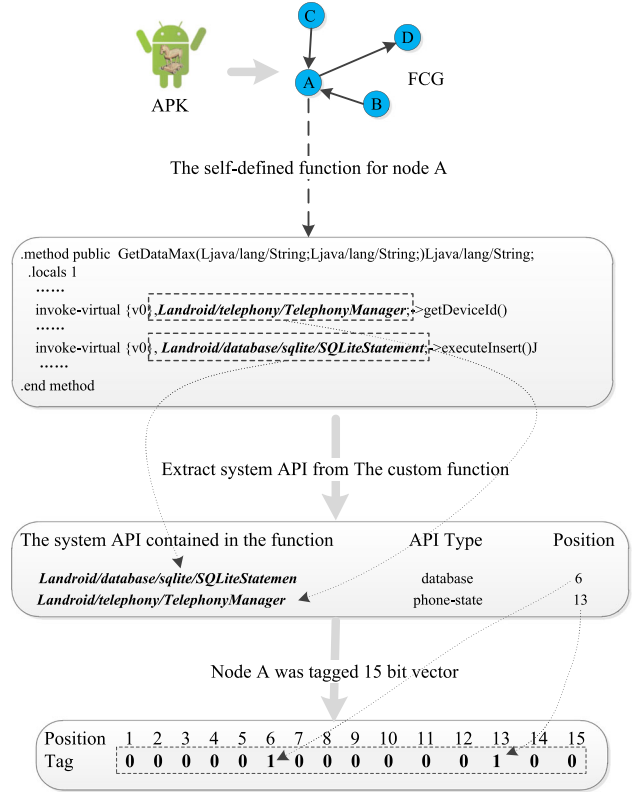 C
D
A
B
FCG
APK
The self-defined function for node A
.method public GetDataMax(Ljava/lang/String;Ljava/lang/String;)Ljava/lang/String;
.locals 1
......
invoke-virtual {v0}, Landroid/telephony/TelephonyManager;->getDeviceId()
......
invoke-virtual {v0}, Landroid/database/sqlite/SQLiteStatement;->executeInsert()J
......
.end method
Extract system API from The custom function
The system API contained in the function API Type Position
Landroid/database/sqlite/SQLiteStatemen database 6
Landroid/telephony/TelephonyManager phone-state 13
Node A was tagged 15 bit vector
Position 1 2 3 4 5 6 7 8 9 10 11 12 13 14 15
Tag 0 0 0 0 0 1 0 0 0 0 0 0 1 0 0